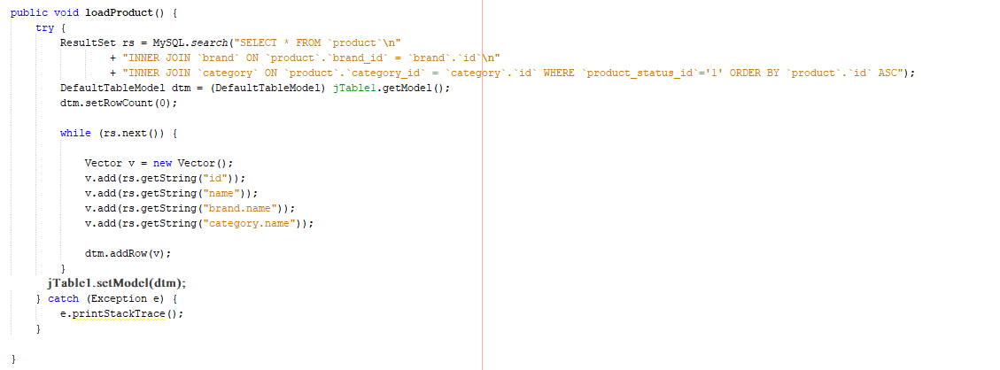 public void loadProduct() {
try {
ResultSet rs = MySQL.search("SELECT * FROM `product`\n"
+ "INNER JOIN `brand` ON `product`.`brand_id` = `brand`.`id`\n"
+ "INNER JOIN `category` ON `product`.`category_id` = `category`.`id` WHERE `product_status_id`='1' ORDER BY `product`.`id` ASC");
DefaultTableModel dtm = (DefaultTableModel) jTable1.getModel();
dtm.setRowCount(0);
while (rs.next()) {
Vector v = new Vector();
v.add(rs.getString("id"));
v.add(rs.getString("name"));
v.add(rs.getString("brand.name"));
v.add(rs.getString("category.name"));
dtm.addRow(v);
}
jTable1.setModel(dtm);
} catch (Exception e) {
e.printStackTrace();
}
}